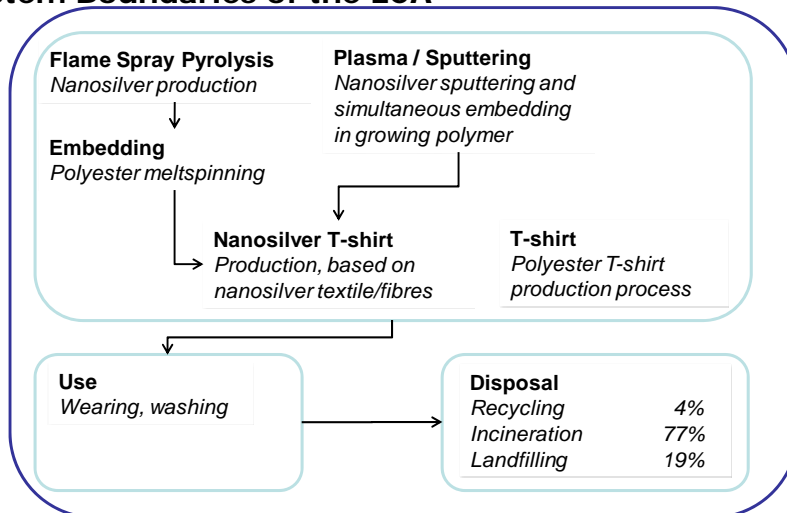 Flame Spray Pyrolysis
Nanosilver production
Plasma / Sputtering
Nanosilver sputtering and
simultaneous embedding
in growing polymer
Embedding
Polyester meltspinning
Nanosilver T-shirt
Production, based on
nanosilver textile/fibres
T-shirt
Polyester T-shirt
production process
Use
Wearing, washing
Disposal
Recycling 4%
Incineration 77%
Landfilling 19%